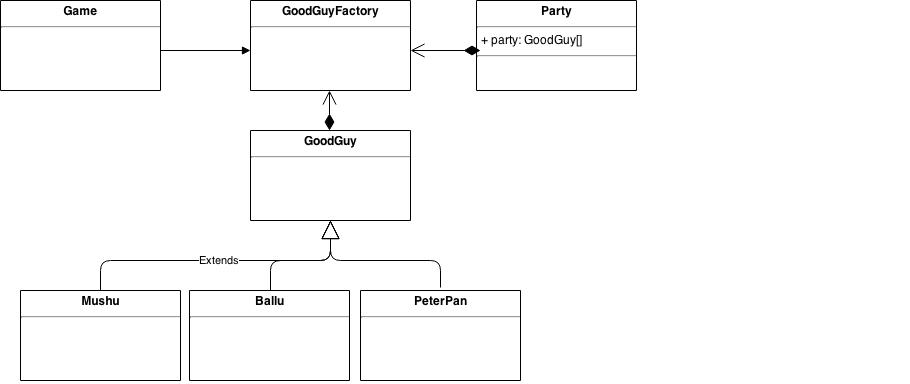 Game
GoodGuyFactory
Party
+ party: GoodGuy[]
GoodGuy
Extends
Mushu
Ballu
PeterPan